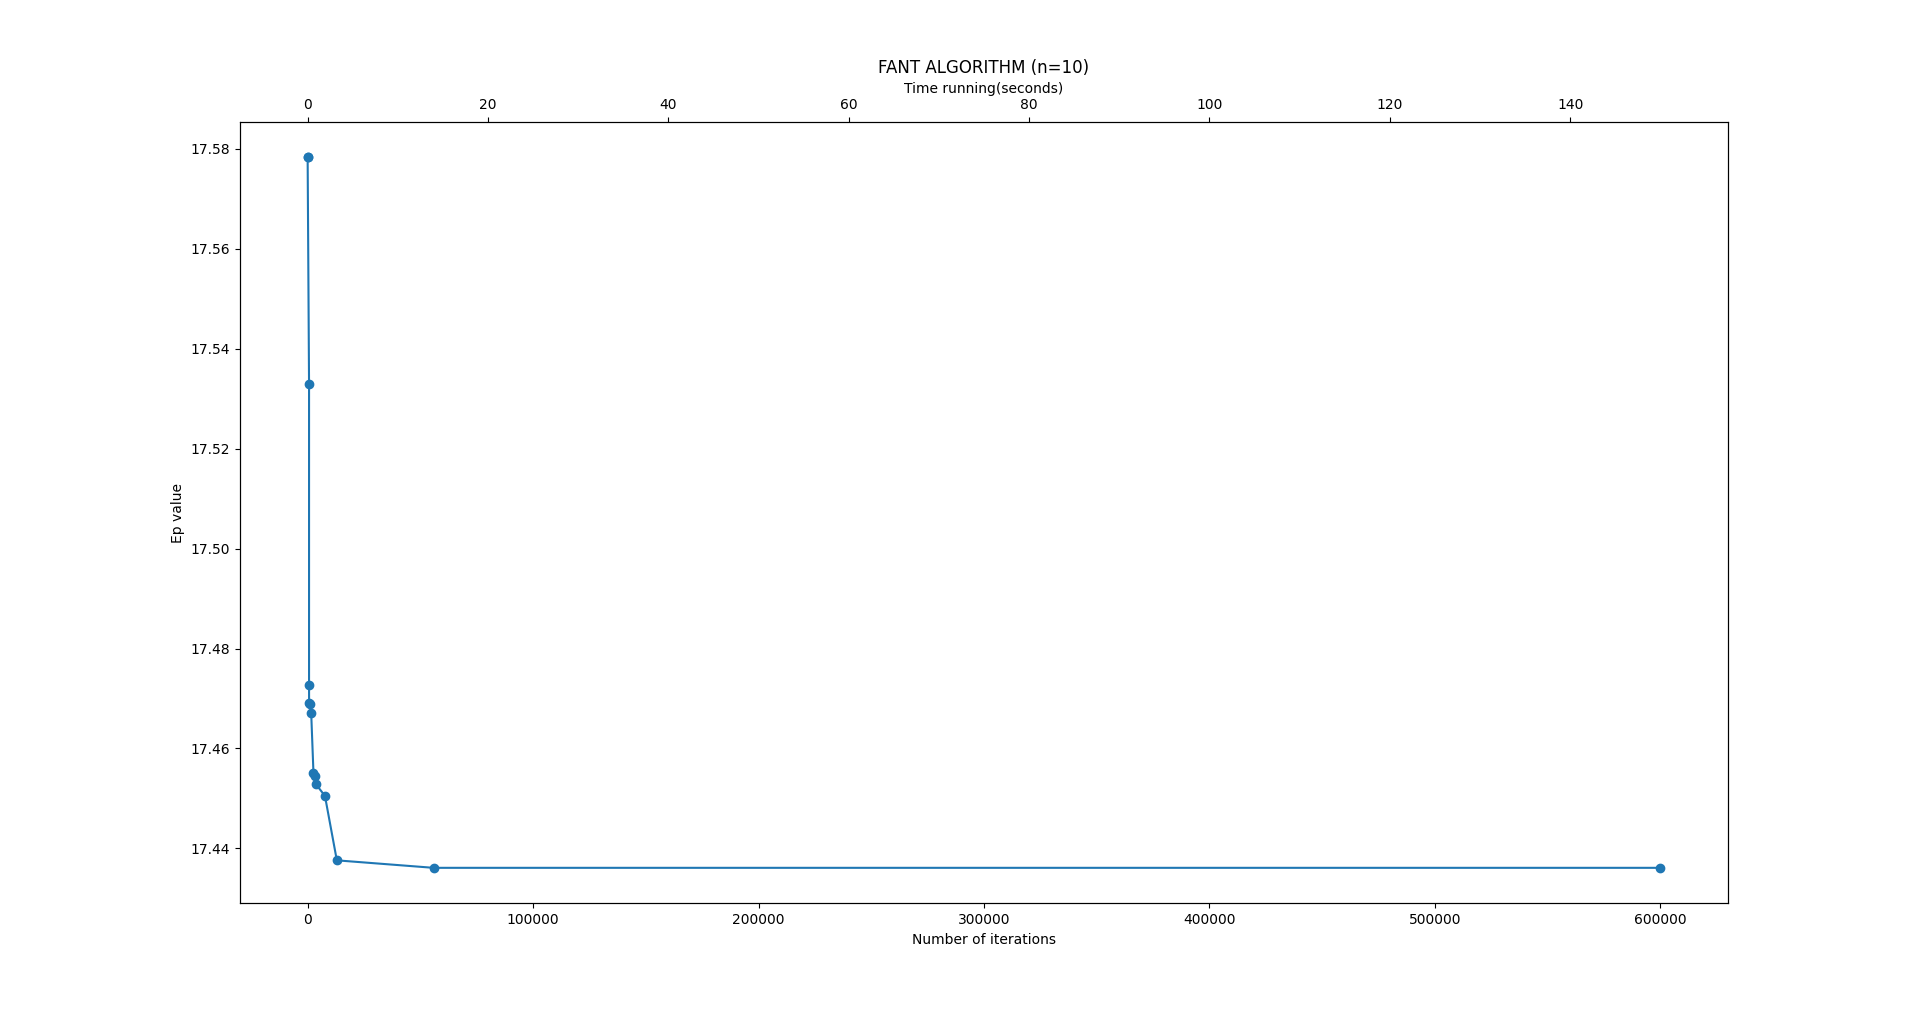 FANT ALGORITHM (n=10)
Time running(seconds)
0 20 40 60 80 100 120 140
17.58
17.56
17.54
17.52
17.50
17.48
17.46
17.44
Ep value
0 100000 200000 300000 400000 500000 600000
Number of iterations